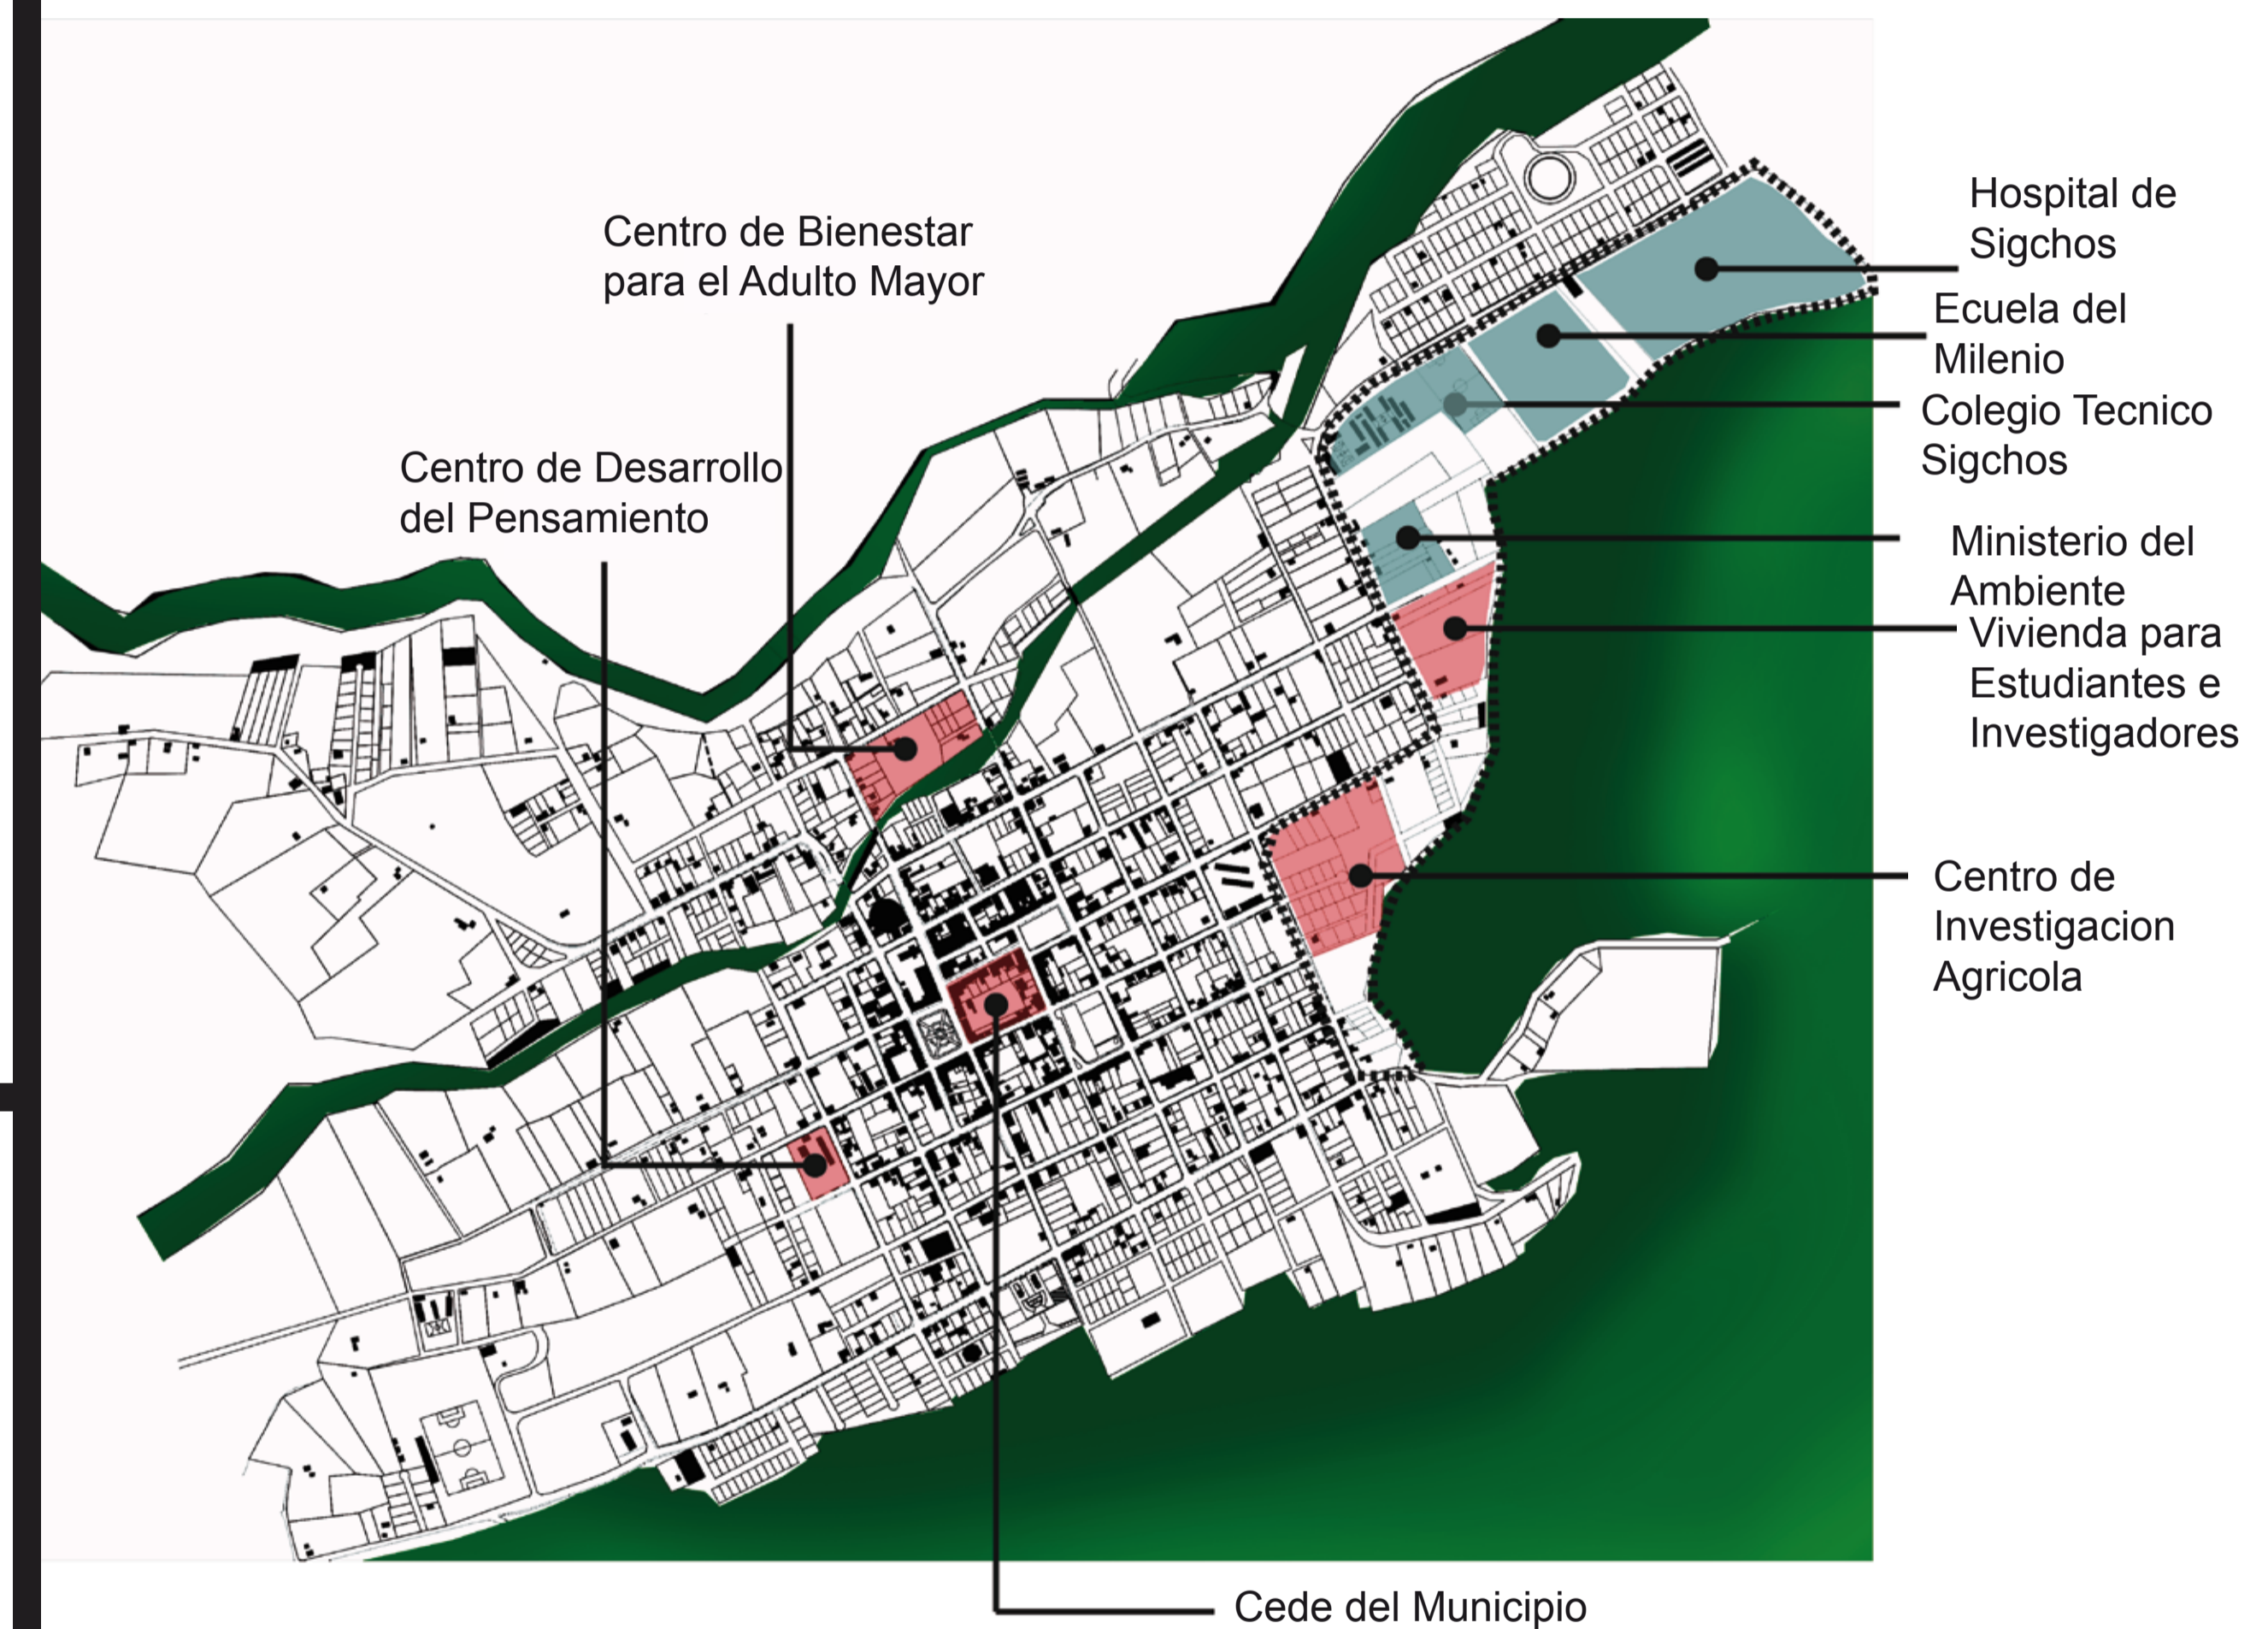 Hospital de
Sigchos
Centro de Bienestar
para el Adulto Mayor
Ecuela del
Milenio
Colegio Tecnico
Sigchos
Centro de Desarrollo
del Pensamiento
Ministerio del
Ambiente
Vivienda para
Estudiantes e
Investigadores
Centro de
Investigacion
Agricola
Cede del Municipio